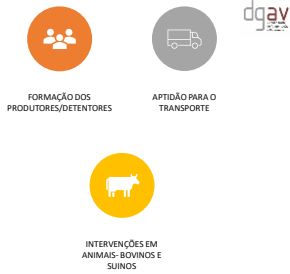 dgav
FORMAÇÃO DOS
PRODUTORES/DETENTORES
APTIDÃO PARA O
TRANSPORTE
INTERVENÇÕES EM
ANIMAIS- BOVINOS E
SUINOS